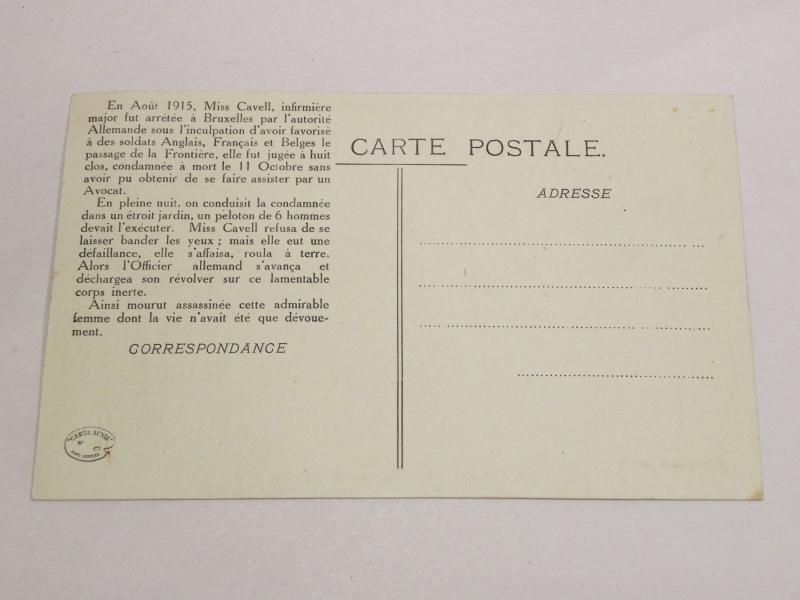 En Août 1915, Miss Cavell, infirmière
major fut arrétée à Bruxelles par l'autorité
Allemande sous l'inculpation d'avoir favorisé
à des soldats Anglais, Français et Belges le
passage de la Frontière, elle fut jugée à huit
clos, condamnée à mort le 11 Octobre sans
avoir pu obtenir de se faire assister par un
Avocat.
En pleine nuit, on conduisit la condamnée
dans un étroit jardin, un peloton de 6 hommes
devait l'exécuter. Miss Cavell refusa de se
laisser bander les yeux ; mais elle eut une
défaillance, elle s'affaisa, roula à terre.
Alors l'Officier allemand s'avança et
déchargea son révolver sur ce lamentable
corps inerte.
Ainsi mourut assassinée cette admirable
femme dont la vie n'avait été que dévoue-
ment.
CORRESPONDANCE
CARTE POSTALE.
ADRESSE